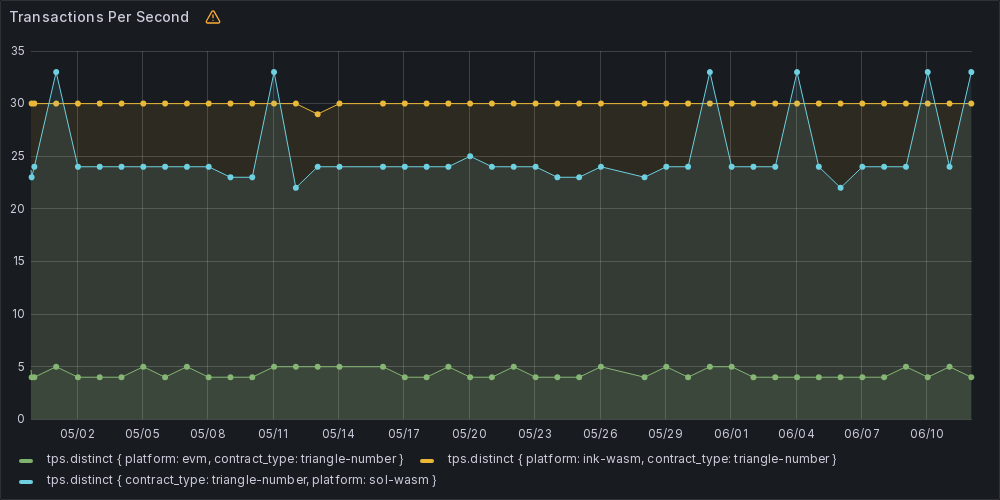 Transactions Per Second
35
30
25
20
15
10
5
0
05/02 05/05 05/08 05/11 05/14 05/17 05/20 05/23 05/26 05/29 06/01 06/04 06/07 06/10
tps.distinct { platform: evm, contract_type: triangle-number } tps.distinct { platform: ink-wasm, contract_type: triangle-number }
tps.distinct { contract_type: triangle-number, platform: sol-wasm }